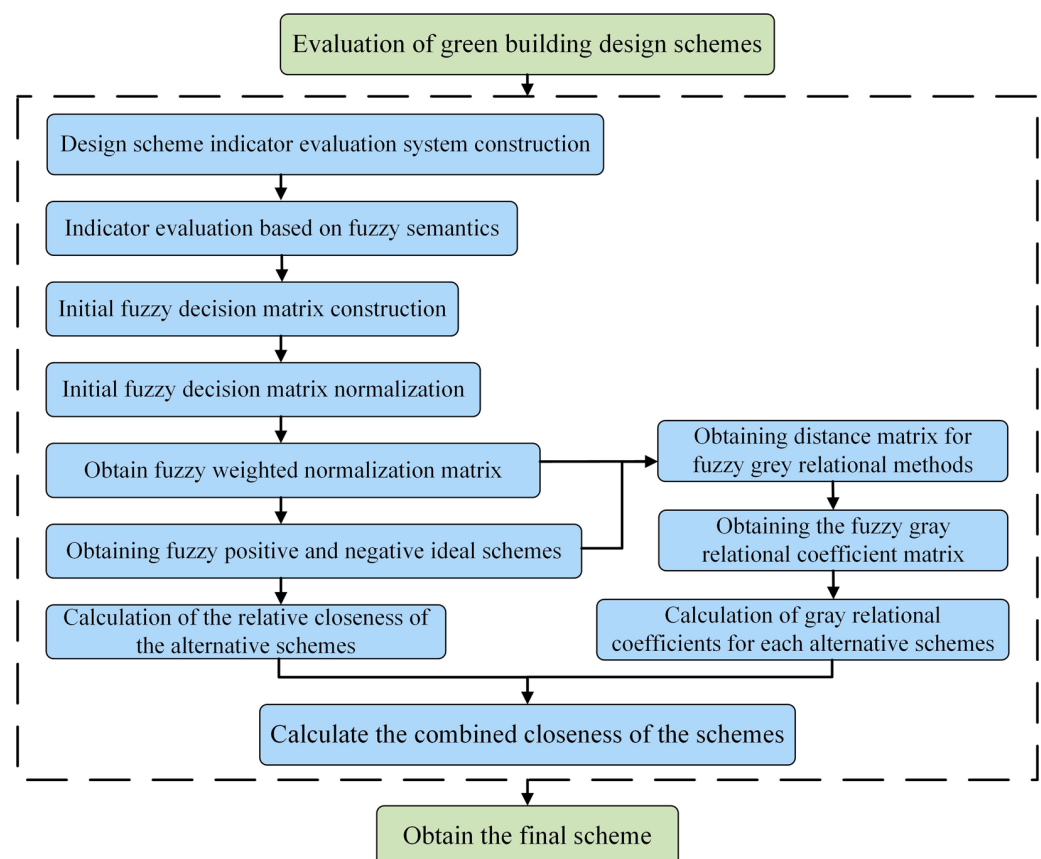 Evaluation of green building design schemes
Design scheme indicator evaluation system construction
Indicator evaluation based on fuzzy semantics
Initial fuzzy decision matrix construction
Initial fuzzy decision matrix normalization
Obtain fuzzy weighted normalization matrix
Obtaining fuzzy positive and negative ideal schemes
Calculation of the relative closeness of
the alternative schemes
Obtaining distance matrix for
fuzzy grey relational methods
Obtaining the fuzzy gray
relational coefficient matrix
Calculation of gray relational
coefficients for each alternative schemes
Calculate the combined closeness of the schemes
Obtain the final scheme